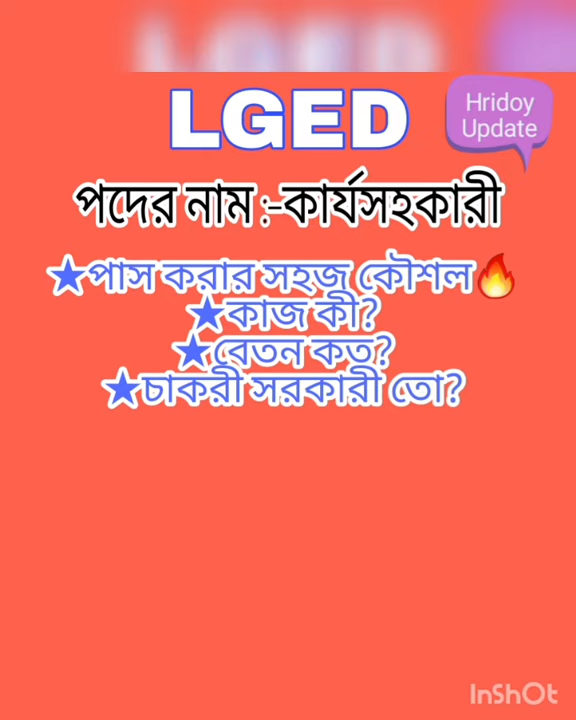 LGED
Hridoy
Update
পদের নাম :-কার্যসহকারী
★পাস করার সহজ কৌশল🔥
★কাজ কী?
★বেতন কত?
★চাকরী সরকারী তো?
InShOt